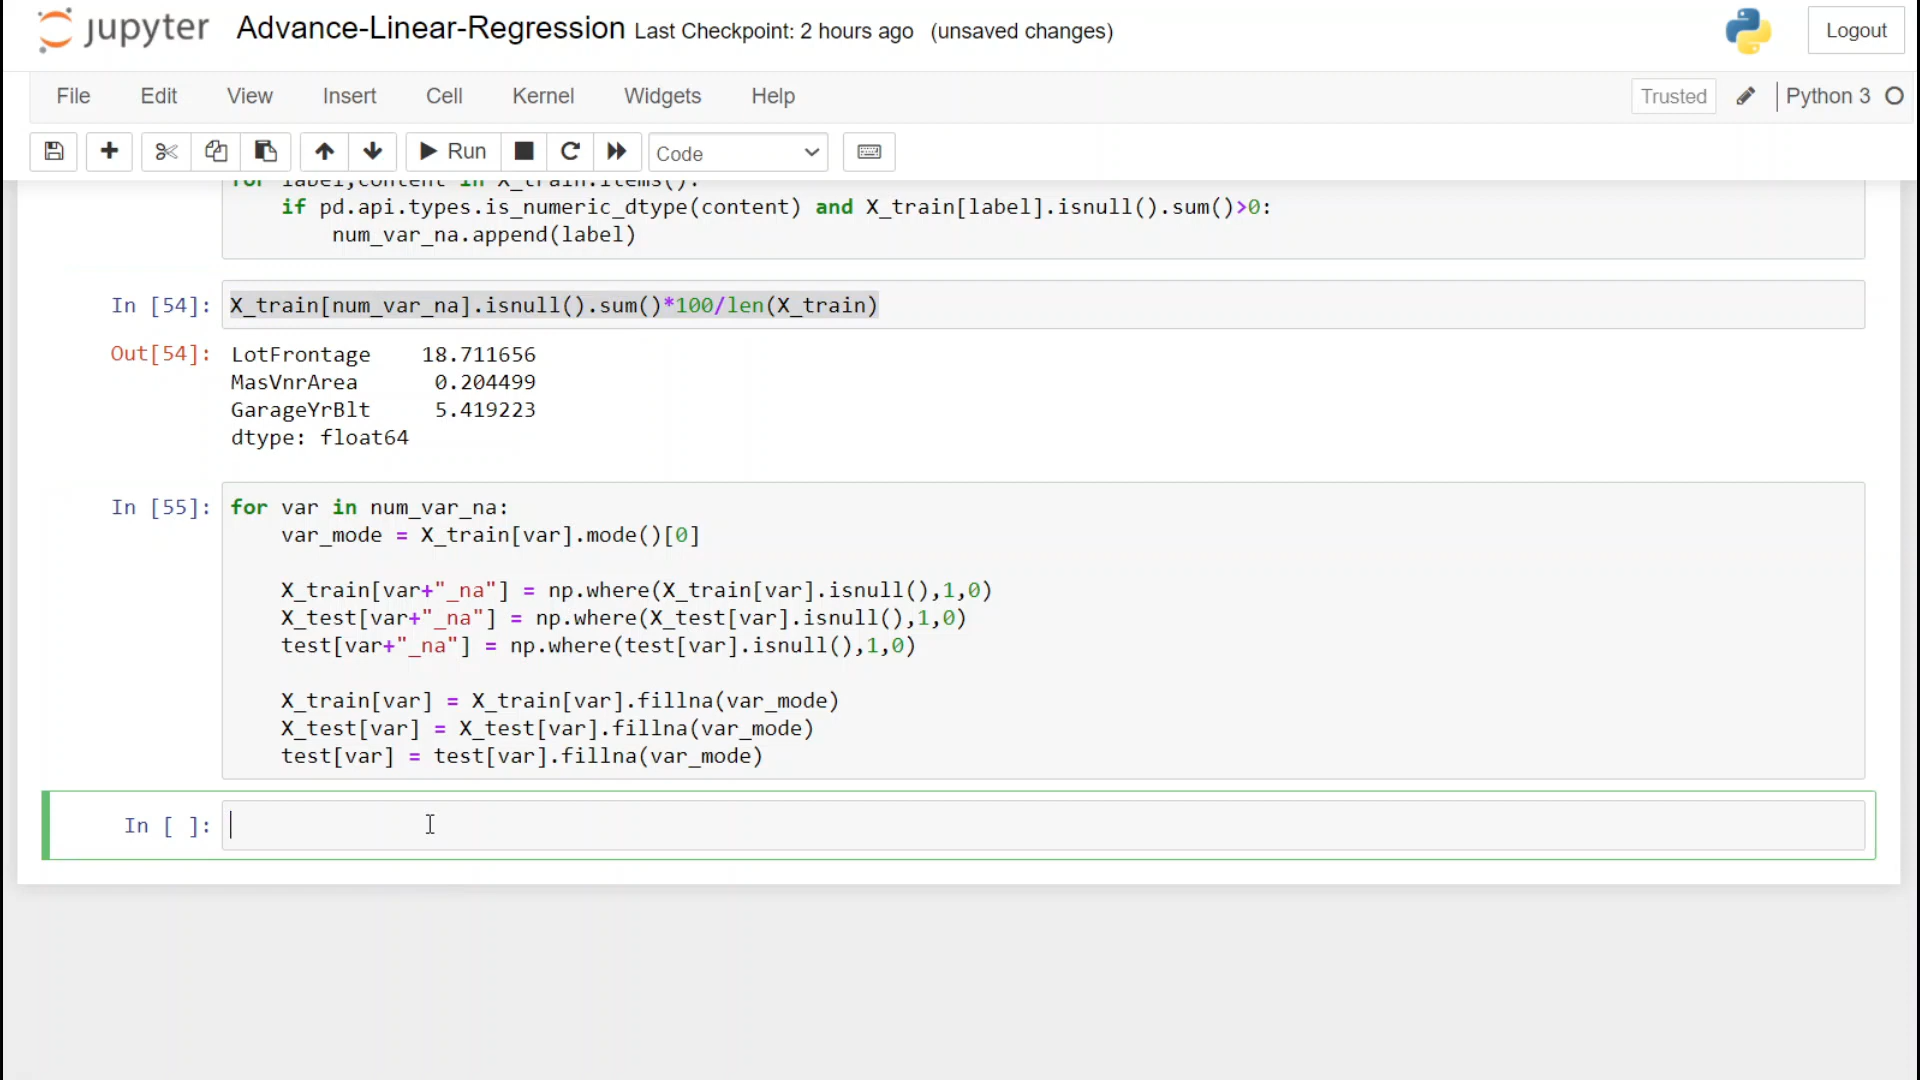 jupyter Advance-Linear-Regression Last Checkpoint: 2 hours ago (unsaved changes) Logout
File Edit View Insert Cell Kernel Widgets Help Trusted Python 3
Run Code
for label,content in X_train.items():
if pd.api.types.is_numeric_dtype(content) and X_train[label].isnull().sum()>0:
num_var_na.append(label)
In [54]: X_train[num_var_na].isnull().sum()*100/len(X_train)
Out[54]: LotFrontage 18.711656
MasVnrArea 0.204499
GarageYrBlt 5.419223
dtype: float64
In [55]: for var in num_var_na:
var_mode = X_train[var].mode()[0]
X_train[var+"_na"] = np.where(X_train[var].isnull(),1,0)
X_test[var+"_na"] = np.where(X_test[var].isnull(),1,0)
test[var+"_na"] = np.where(test[var].isnull(),1,0)
X_train[var] = X_train[var].fillna(var_mode)
X_test[var] = X_test[var].fillna(var_mode)
test[var] = test[var].fillna(var_mode)
In [ ]: